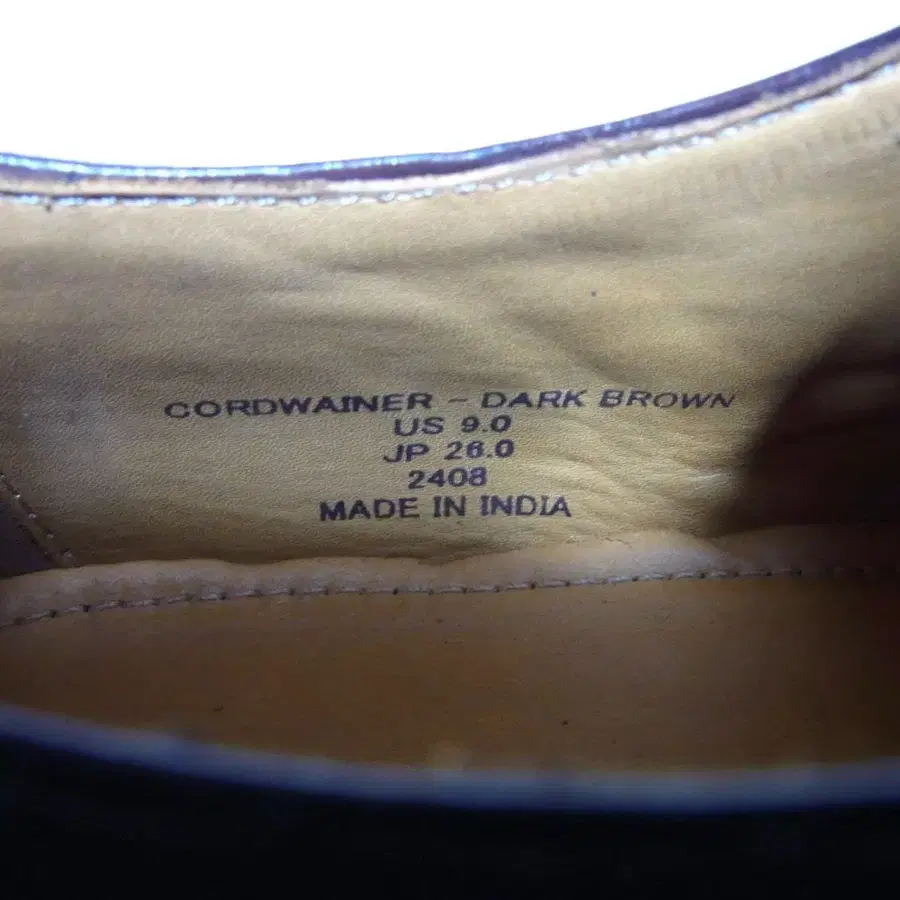 CORDWAINER - DARK BROWN
US 9.0
JP 26.0
2408
MADE IN INDIA